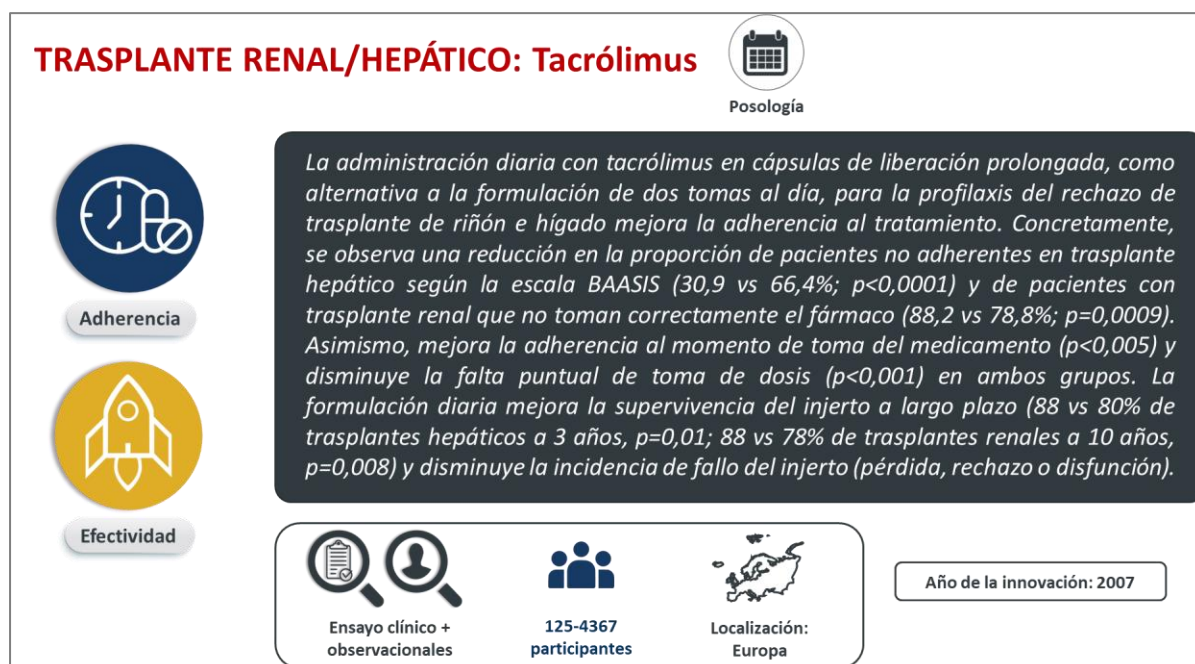 TRASPLANTE RENAL/HEPÁTICO: Tacrólimus
Posología
Adherencia
Efectividad
La administración diaria con tacrólimus en cápsulas de liberación prolongada, como
alternativa a la formulación de dos tomas al día, para la profilaxis del rechazo de
trasplante de riñón e hígado mejora la adherencia al tratamiento. Concretamente,
se observa una reducción en la proporción de pacientes no adherentes en trasplante
hepático según la escala BAASIS (30,9 vs 66,4%; p<0,0001) y de pacientes con
trasplante renal que no toman correctamente el fármaco (88,2 vs 78,8%; p=0,0009).
Asimismo, mejora la adherencia al momento de toma del medicamento (p<0,005) y
disminuye la falta puntual de toma de dosis (p<0,001) en ambos grupos. La
formulación diaria mejora la supervivencia del injerto a largo plazo (88 vs 80% de
trasplantes hepáticos a 3 años, p=0,01; 88 vs 78% de trasplantes renales a 10 años,
p=0,008) y disminuye la incidencia de fallo del injerto (pérdida, rechazo o disfunción).
Ensayo clínico +
observacionales
125-4367
participantes
Localización:
Europa
Año de la innovación: 2007